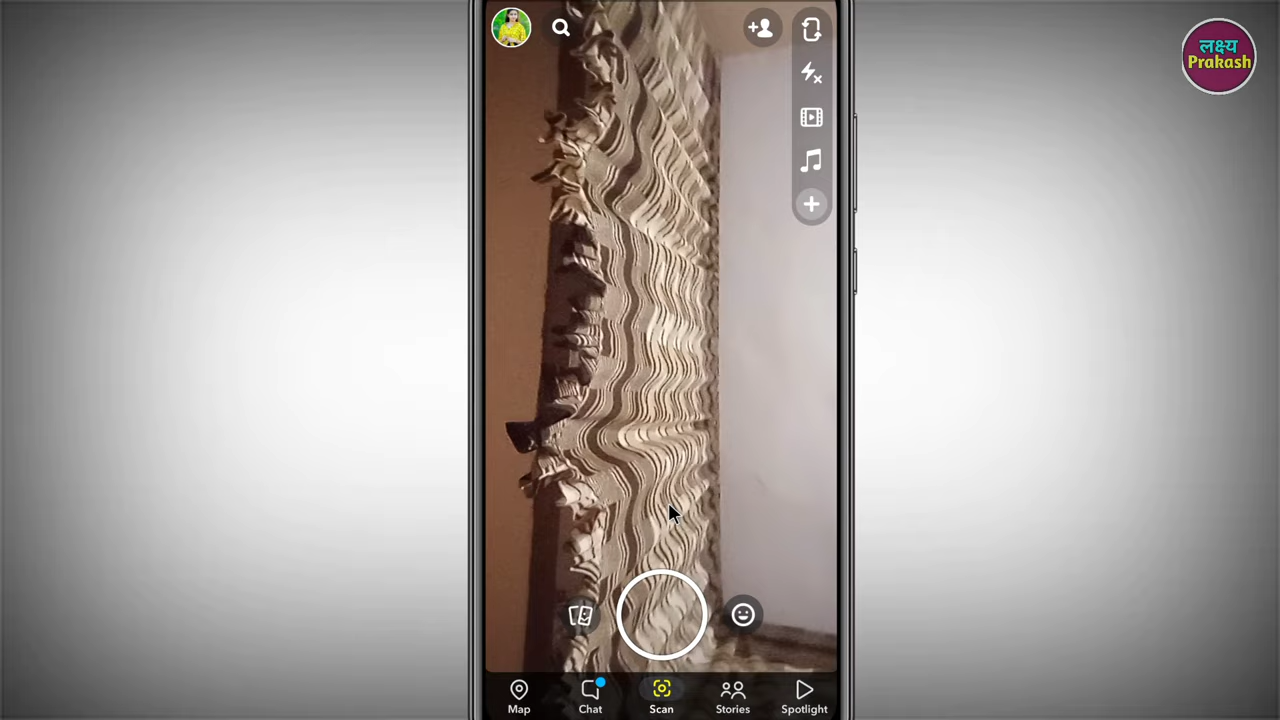 लक्ष्य
Prakash
Map
Chat
Scan
Stories
Spotlight